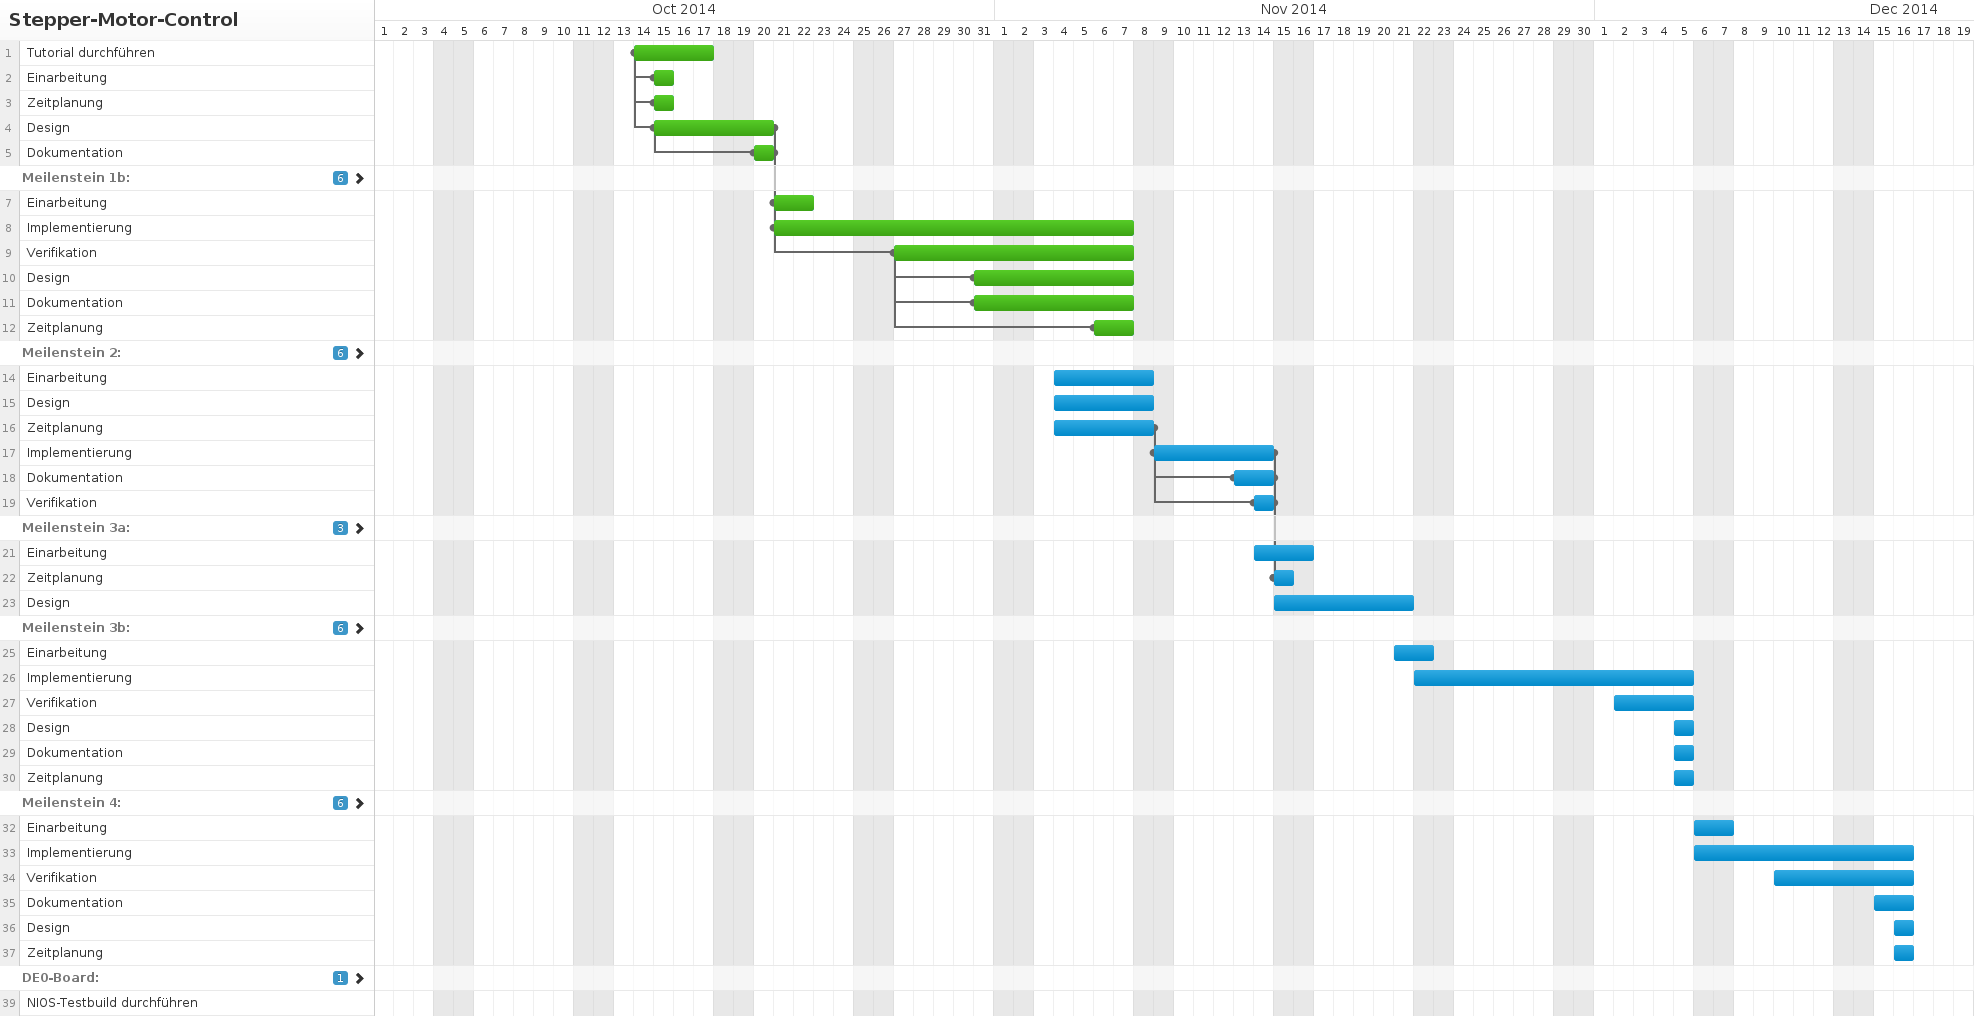 Stepper-Motor-Control
Oct 2014 Nov 2014 Dec 2014
1 2 3 4 5 6 7 8 9 10 11 12 13 14 15 16 17 18 19 20 21 22 23 24 25 26 27 28 29 30 31 1 2 3 4 5 6 7 8 9 10 11 12 13 14 15 16 17 18 19 20 21 22 23 24 25 26 27 28 29 30 1 2 3 4 5 6 7 8 9 10 11 12 13 14 15 16 17 18 19
1 Tutorial durchführen
2 Einarbeitung
3 Zeitplanung
4 Design
5 Dokumentation
Meilenstein 1b: 6
7 Einarbeitung
8 Implementierung
9 Verifikation
10 Design
11 Dokumentation
12 Zeitplanung
Meilenstein 2: 6
14 Einarbeitung
15 Design
16 Zeitplanung
17 Implementierung
18 Dokumentation
19 Verifikation
Meilenstein 3a: 3
21 Einarbeitung
22 Zeitplanung
23 Design
Meilenstein 3b: 6
25 Einarbeitung
26 Implementierung
27 Verifikation
28 Design
29 Dokumentation
30 Zeitplanung
Meilenstein 4: 6
32 Einarbeitung
33 Implementierung
34 Verifikation
35 Dokumentation
36 Design
37 Zeitplanung
DE0-Board: 1
39 NIOS-Testbuild durchführen